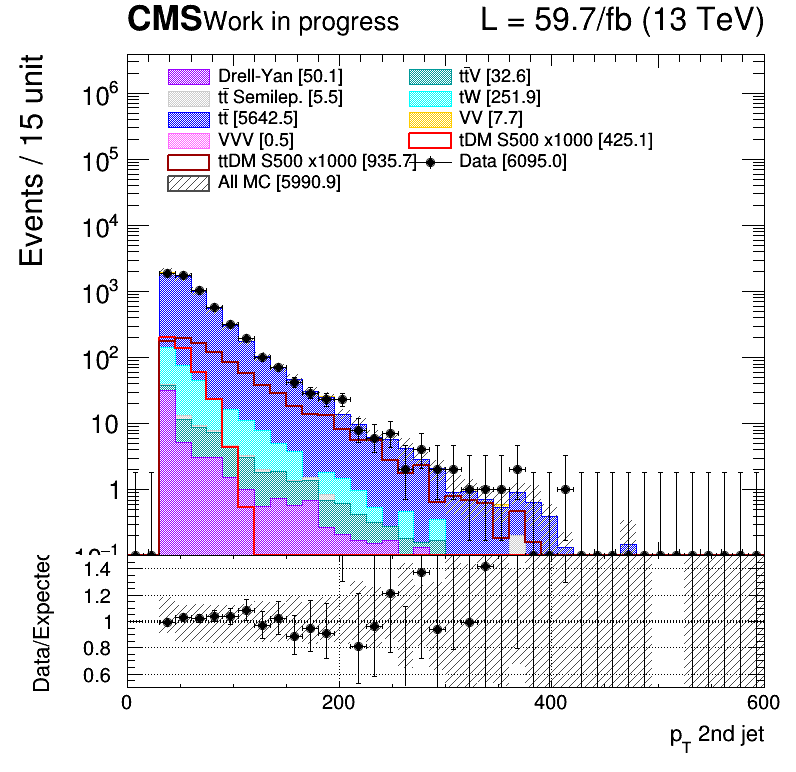 CMS Work in progress L = 59.7/fb (13 TeV)
Events / 15 unit
Drell-Yan [50.1] tt̄V [32.6]
tt̄ Semilep. [5.5] tW [251.9]
tt̄ [5642.5] VV [7.7]
VVV [0.5] tDM S500 x1000 [425.1]
ttDM S500 x1000 [935.7] Data [6095.0]
All MC [5990.9]
10⁶
10⁵
10⁴
10³
10²
10
1
10⁻¹
Data/Expected
1.4
1.2
1
0.8
0.6
0 200 400 600
p_T 2nd jet